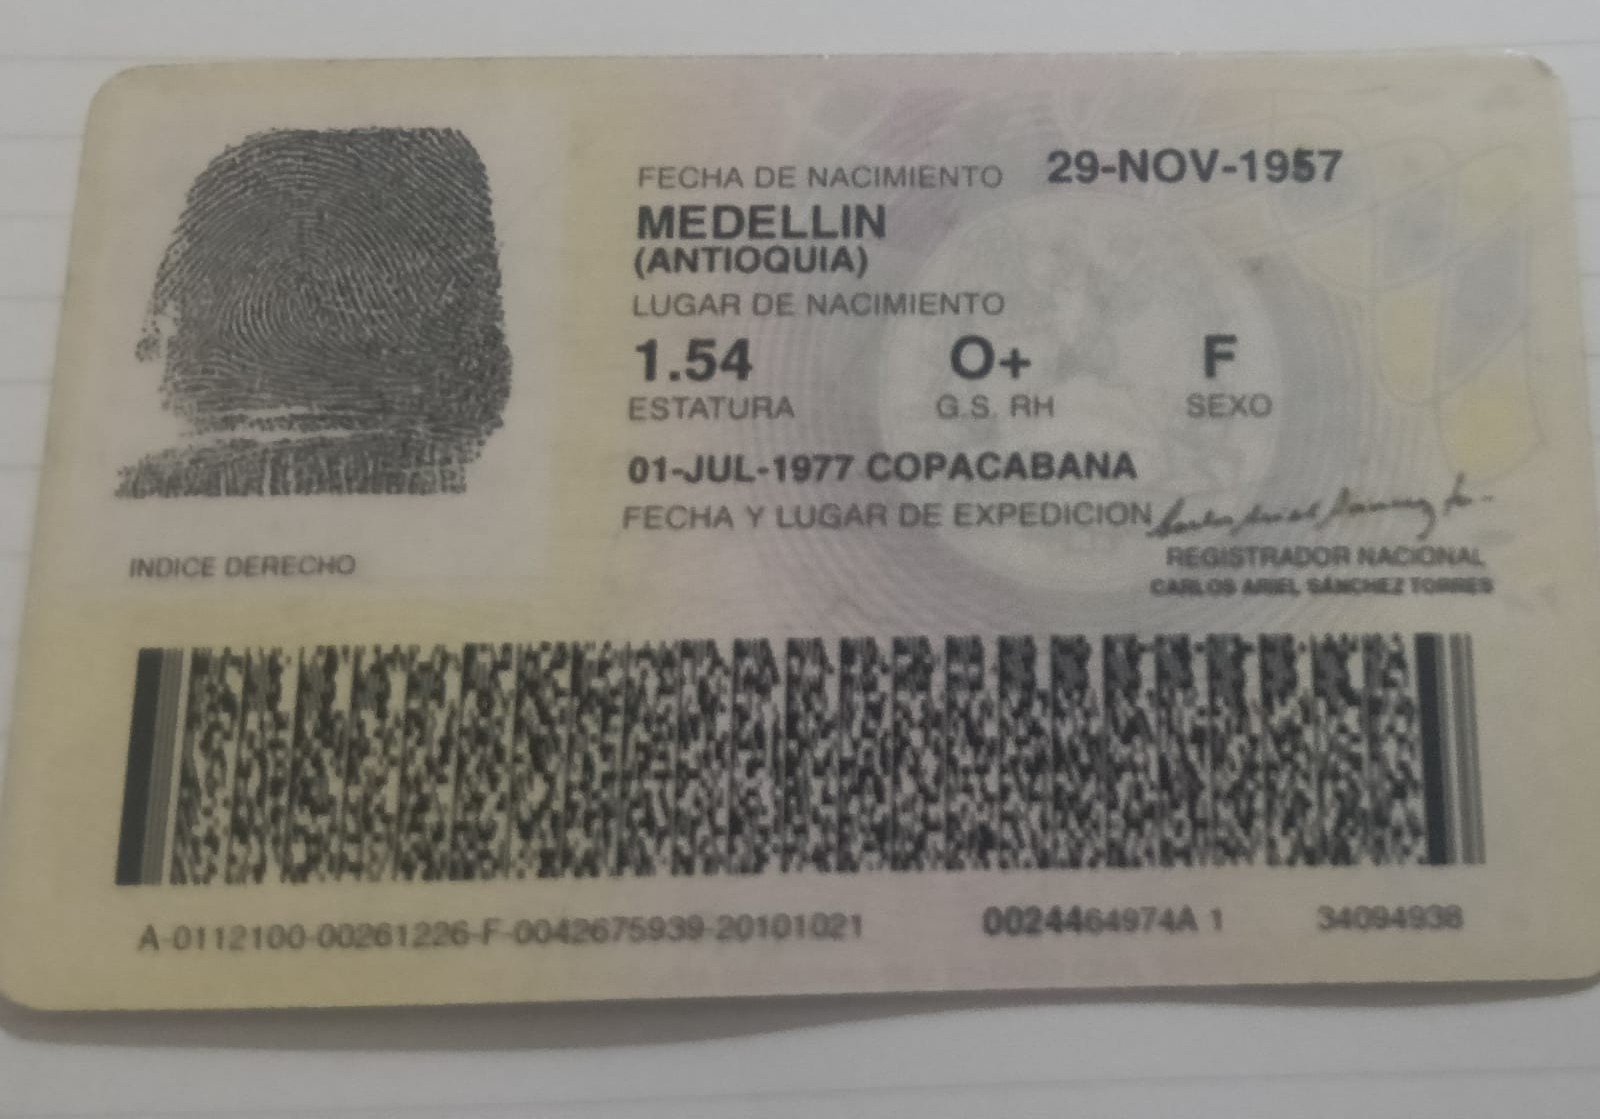 FECHA DE NACIMIENTO 29-NOV-1957
MEDELLIN
(ANTIOQUIA)
LUGAR DE NACIMIENTO
1.54 O+ F
ESTATURA G.S. RH SEXO
01-JUL-1977 COPACABANA
FECHA Y LUGAR DE EXPEDICION
INDICE DERECHO
REGISTRADOR NACIONAL
CARLOS ARIEL SÁNCHEZ TORRES
A-0112100-00261226-F-0042675939-20101021 0024464974A 1 34094938